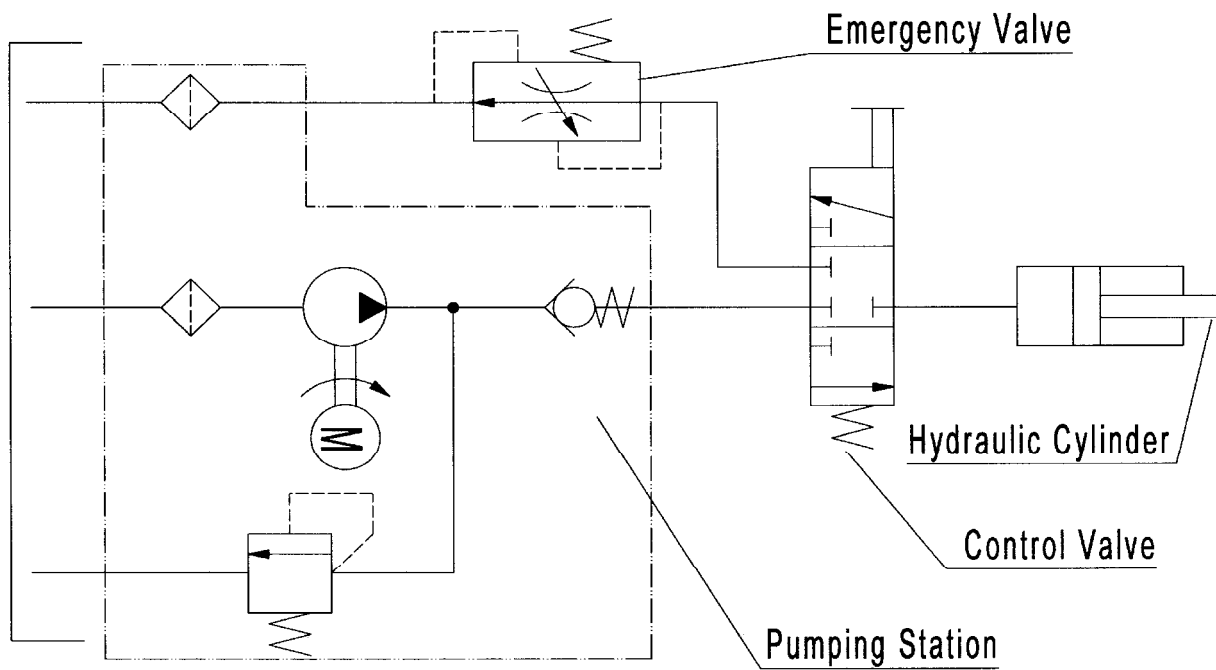 Emergency Valve
M
Hydraulic Cylinder
Control Valve
Pumping Station